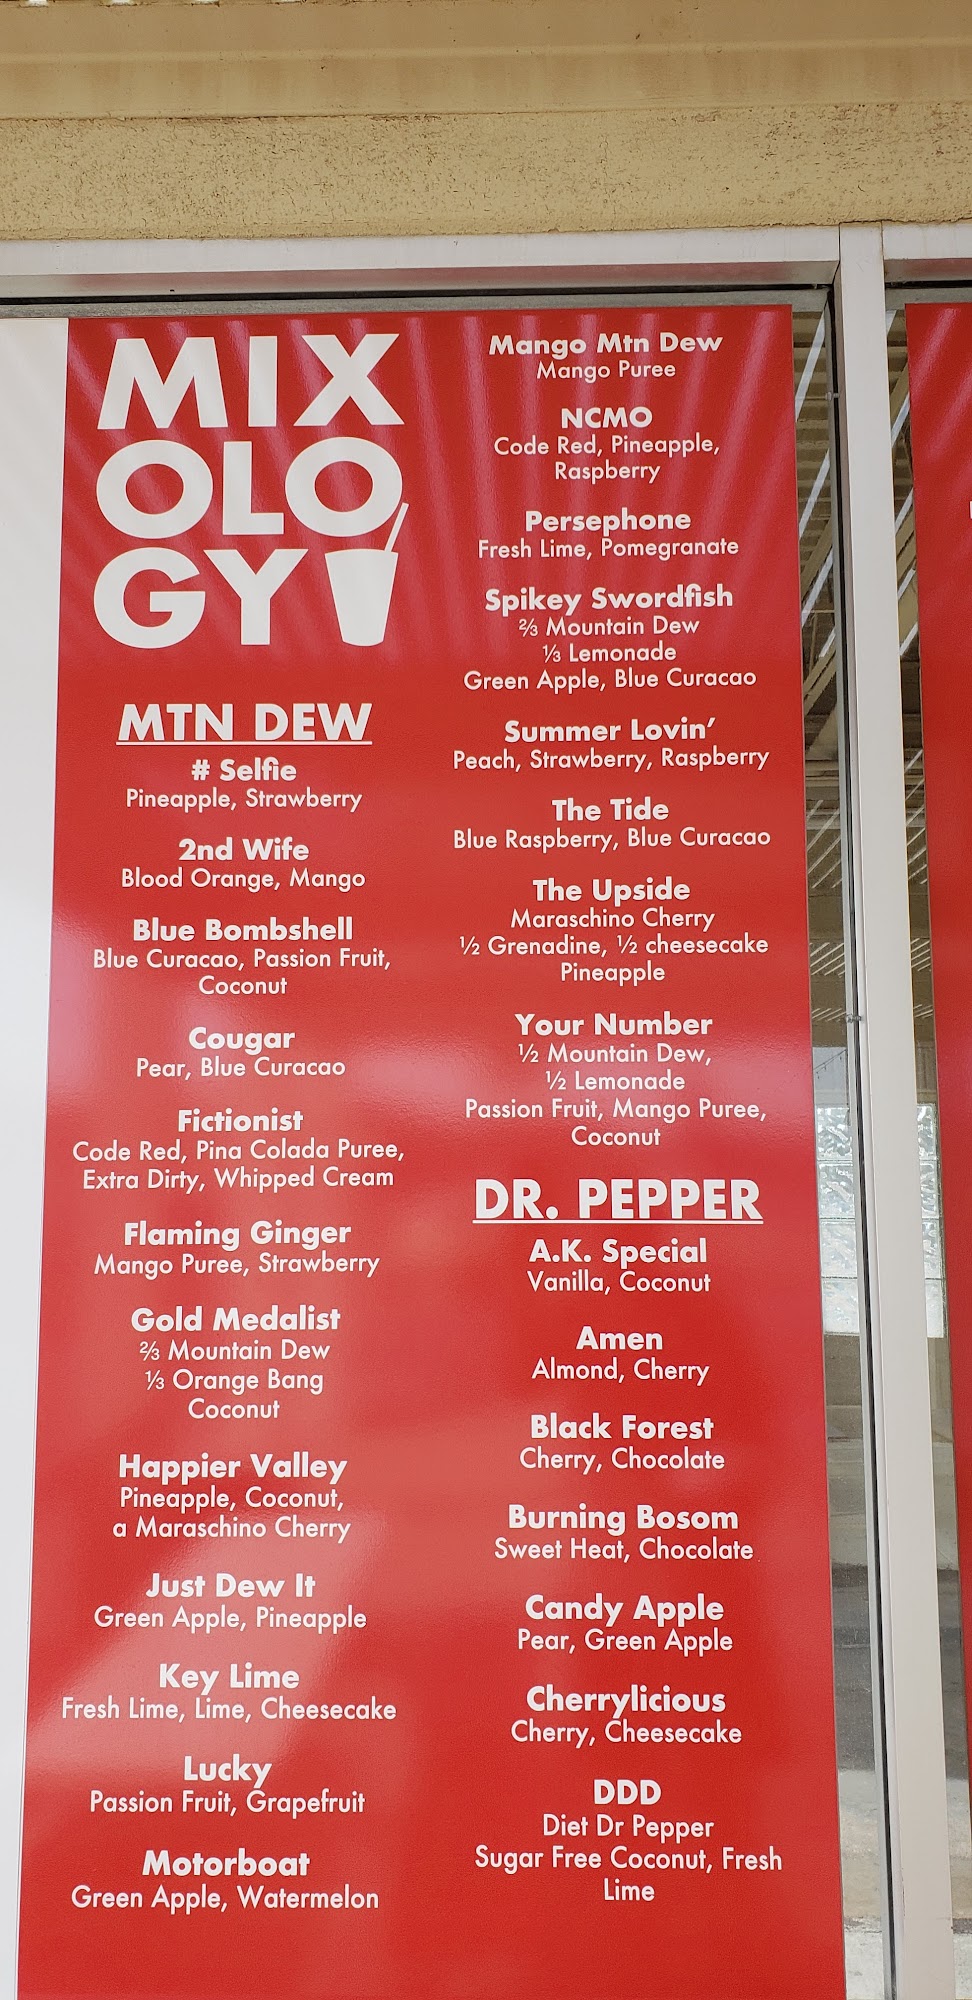 MIX
OLO
GY
MTN DEW
# Selfie
Pineapple, Strawberry
2nd Wife
Blood Orange, Mango
Blue Bombshell
Blue Curacao, Passion Fruit,
Coconut
Cougar
Pear, Blue Curacao
Fictionist
Code Red, Pina Colada Puree,
Extra Dirty, Whipped Cream
Flaming Ginger
Mango Puree, Strawberry
Gold Medalist
⅔ Mountain Dew
⅓ Orange Bang
Coconut
Happier Valley
Pineapple, Coconut,
a Maraschino Cherry
Just Dew It
Green Apple, Pineapple
Key Lime
Fresh Lime, Lime, Cheesecake
Lucky
Passion Fruit, Grapefruit
Motorboat
Green Apple, Watermelon
Mango Mtn Dew
Mango Puree
NCMO
Code Red, Pineapple,
Raspberry
Persephone
Fresh Lime, Pomegranate
Spikey Swordfish
⅔ Mountain Dew
⅓ Lemonade
Green Apple, Blue Curacao
Summer Lovin’
Peach, Strawberry, Raspberry
The Tide
Blue Raspberry, Blue Curacao
The Upside
Maraschino Cherry
½ Grenadine, ½ cheesecake
Pineapple
Your Number
½ Mountain Dew,
½ Lemonade
Passion Fruit, Mango Puree,
Coconut
DR. PEPPER
A.K. Special
Vanilla, Coconut
Amen
Almond, Cherry
Black Forest
Cherry, Chocolate
Burning Bosom
Sweet Heat, Chocolate
Candy Apple
Pear, Green Apple
Cherrylicious
Cherry, Cheesecake
DDD
Diet Dr Pepper
Sugar Free Coconut, Fresh
Lime